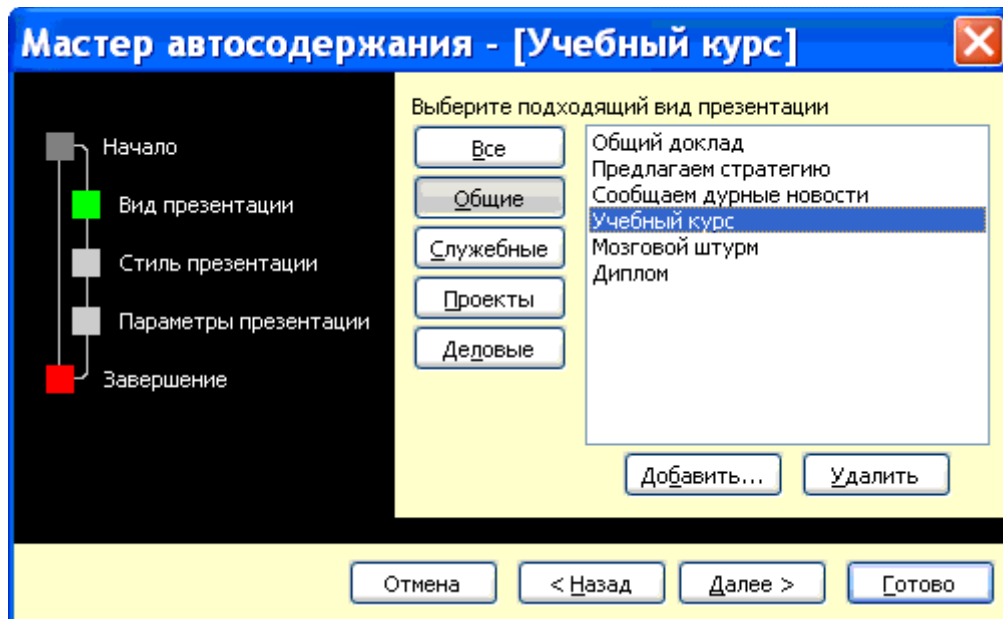 Мастер автосодержания - [Учебный курс]
Начало
Вид презентации
Стиль презентации
Параметры презентации
Завершение
Выберите подходящий вид презентации
Все
Общие
Служебные
Проекты
Деловые
Общий доклад
Предлагаем стратегию
Сообщаем дурные новости
Учебный курс
Мозговой штурм
Диплом
Добавить...
Удалить
Отмена
< Назад
Далее >
Готово